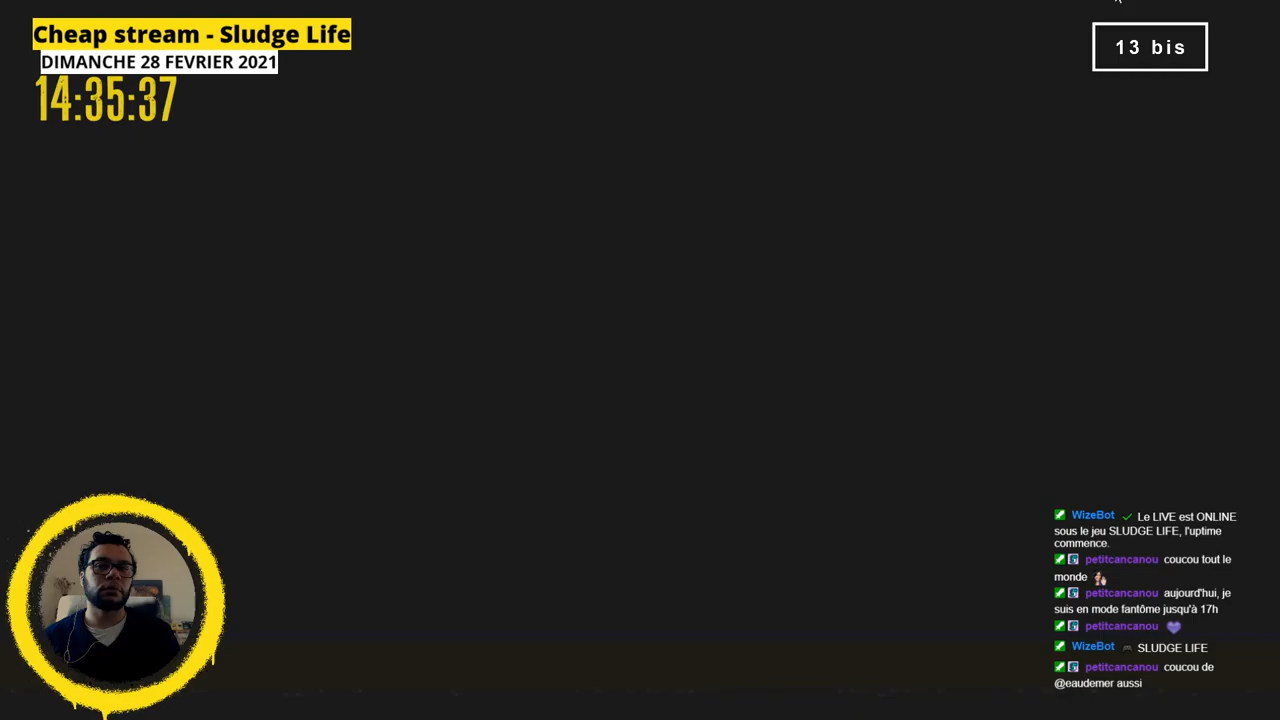 Cheap stream - Sludge Life
DIMANCHE 28 FEVRIER 2021
14:35:37
13 bis
WizeBot Le LIVE est ONLINE
sous le jeu SLUDGE LIFE, l'uptime
commence.
petitcancanou coucou tout le
monde
petitcancanou aujourd'hui, je
suis en mode fantôme jusqu'à 17h
petitcancanou
WizeBot SLUDGE LIFE
petitcancanou coucou de
@eaudemer aussi